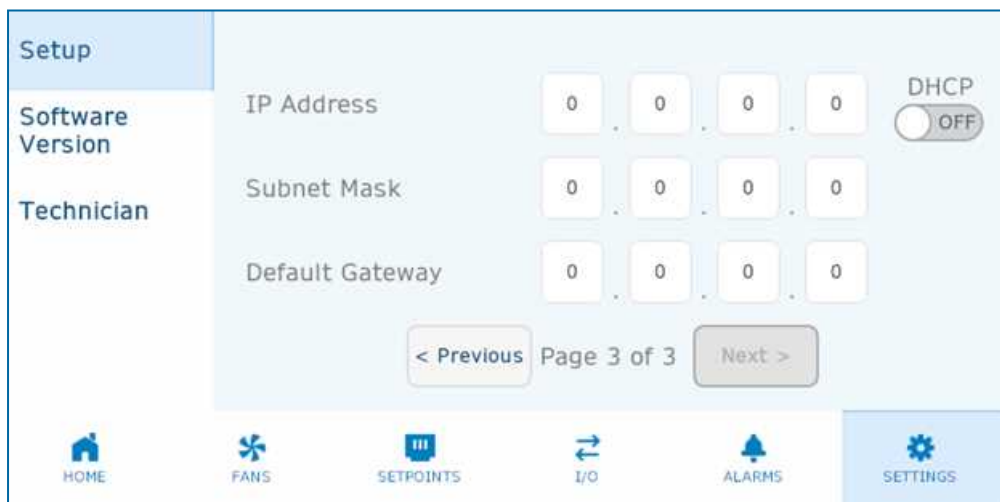 Setup
Software
Version
Technician
IP Address 0 . 0 . 0 . 0
DHCP
OFF
Subnet Mask 0 . 0 . 0 . 0
Default Gateway 0 . 0 . 0 . 0
< Previous Page 3 of 3 Next >
HOME FANS SETPOINTS I/O ALARMS SETTINGS